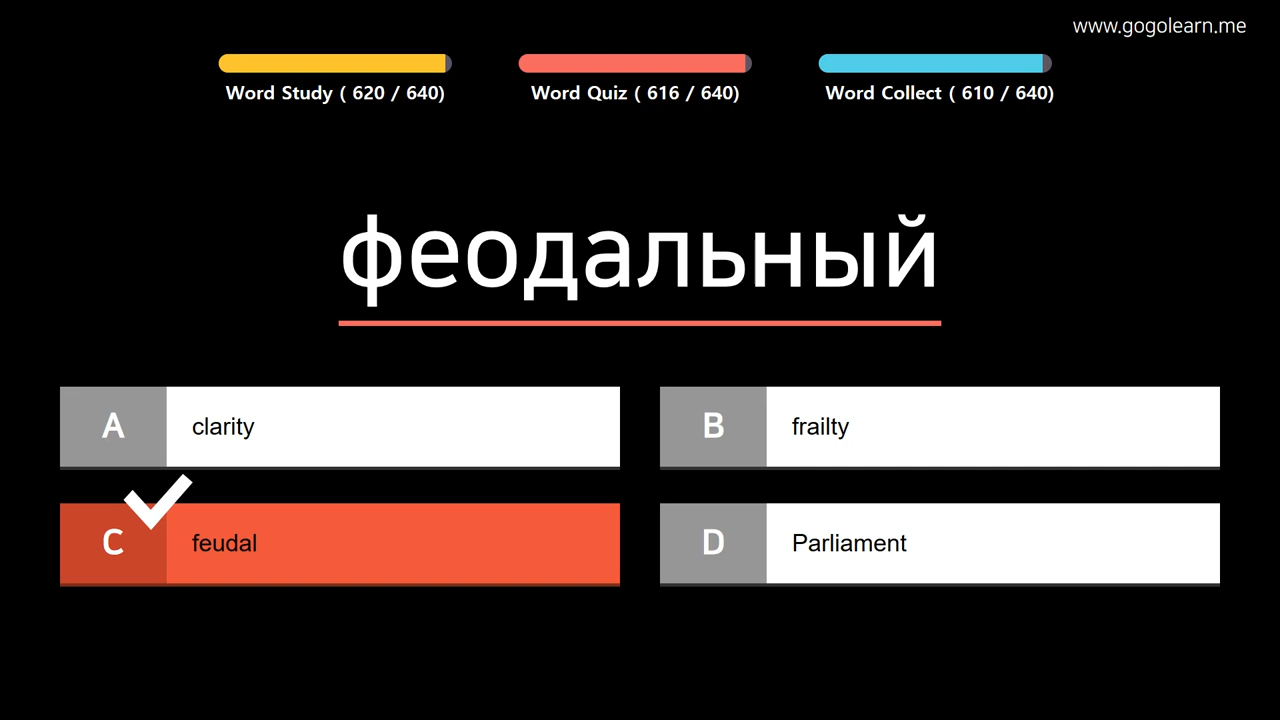 www.gogolearn.me
Word Study ( 620 / 640)
Word Quiz ( 616 / 640)
Word Collect ( 610 / 640)
феодальный
A clarity
B frailty
C feudal
D Parliament